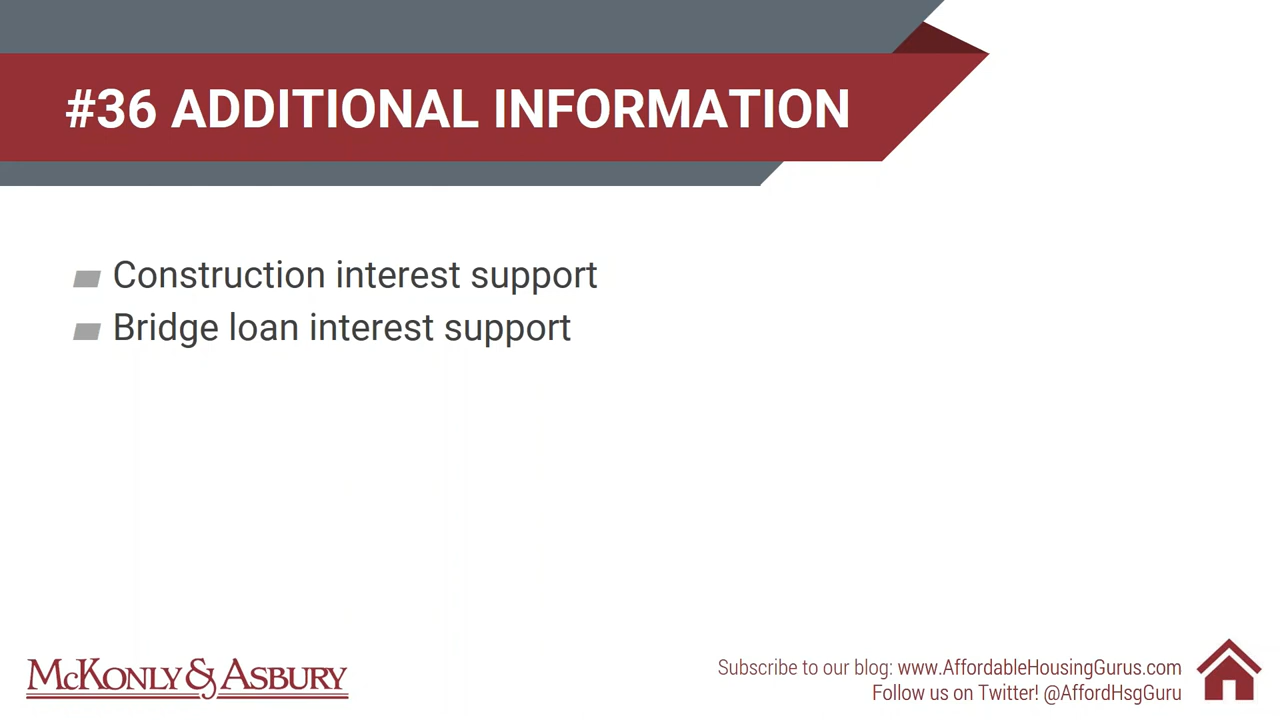 #36 ADDITIONAL INFORMATION
Construction interest support
Bridge loan interest support
McKonly & Asbury
Subscribe to our blog: www.AffordableHousingGurus.com
Follow us on Twitter! @AffordHsgGuru